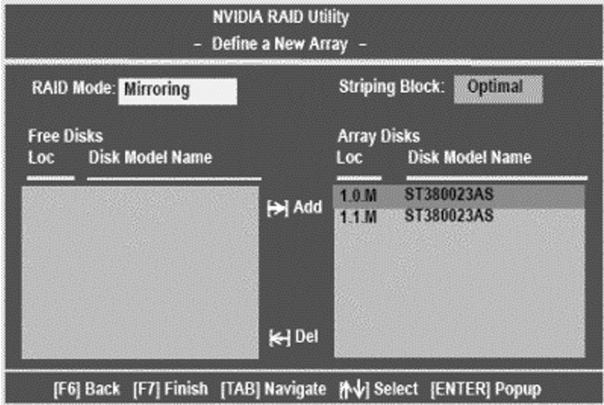 NVIDIA RAID Utility
- Define a New Array -
RAID Mode: Mirroring
Striping Block: Optimal
Free Disks
Loc Disk Model Name
Array Disks
Loc Disk Model Name
[→] Add
1.0.M ST380023AS
1.1.M ST380023AS
[←] Del
[F6] Back [F7] Finish [TAB] Navigate [↑↓] Select [ENTER] Popup